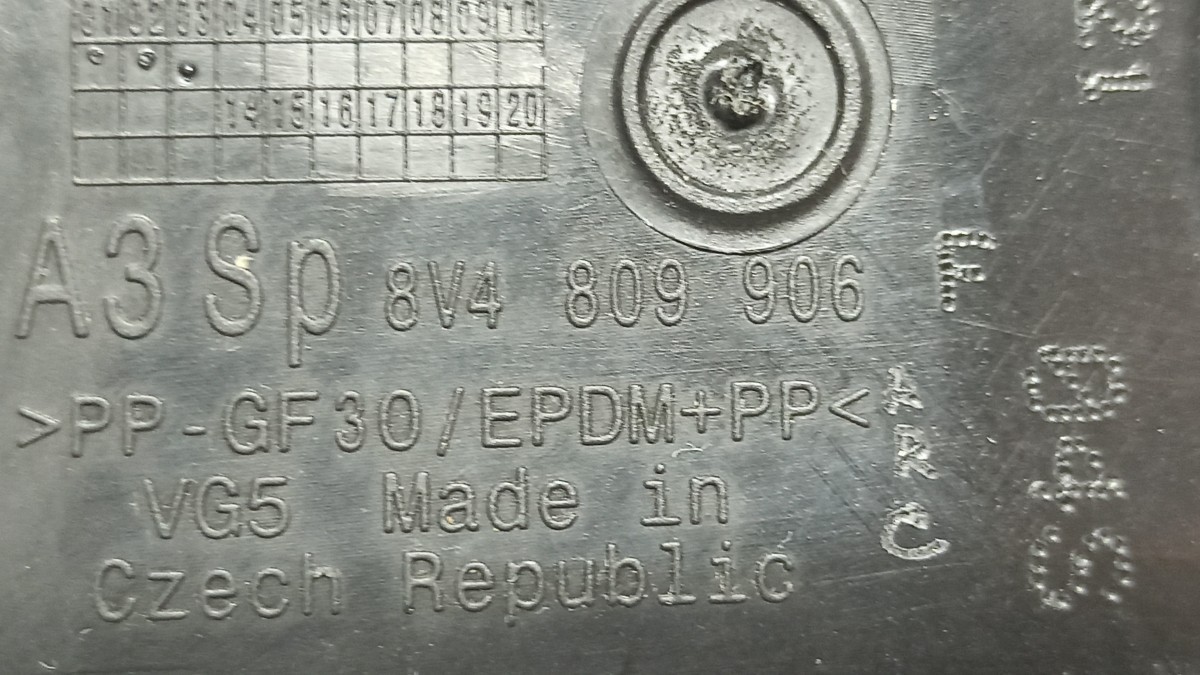 01 02 03 04 05 06 07 08 09 10
14 15 16 17 18 19 20
A3 Sp 8V4 809 906
>PP-GF30/EPDM+PP<
VG5 Made in
Czech Republic
ARC